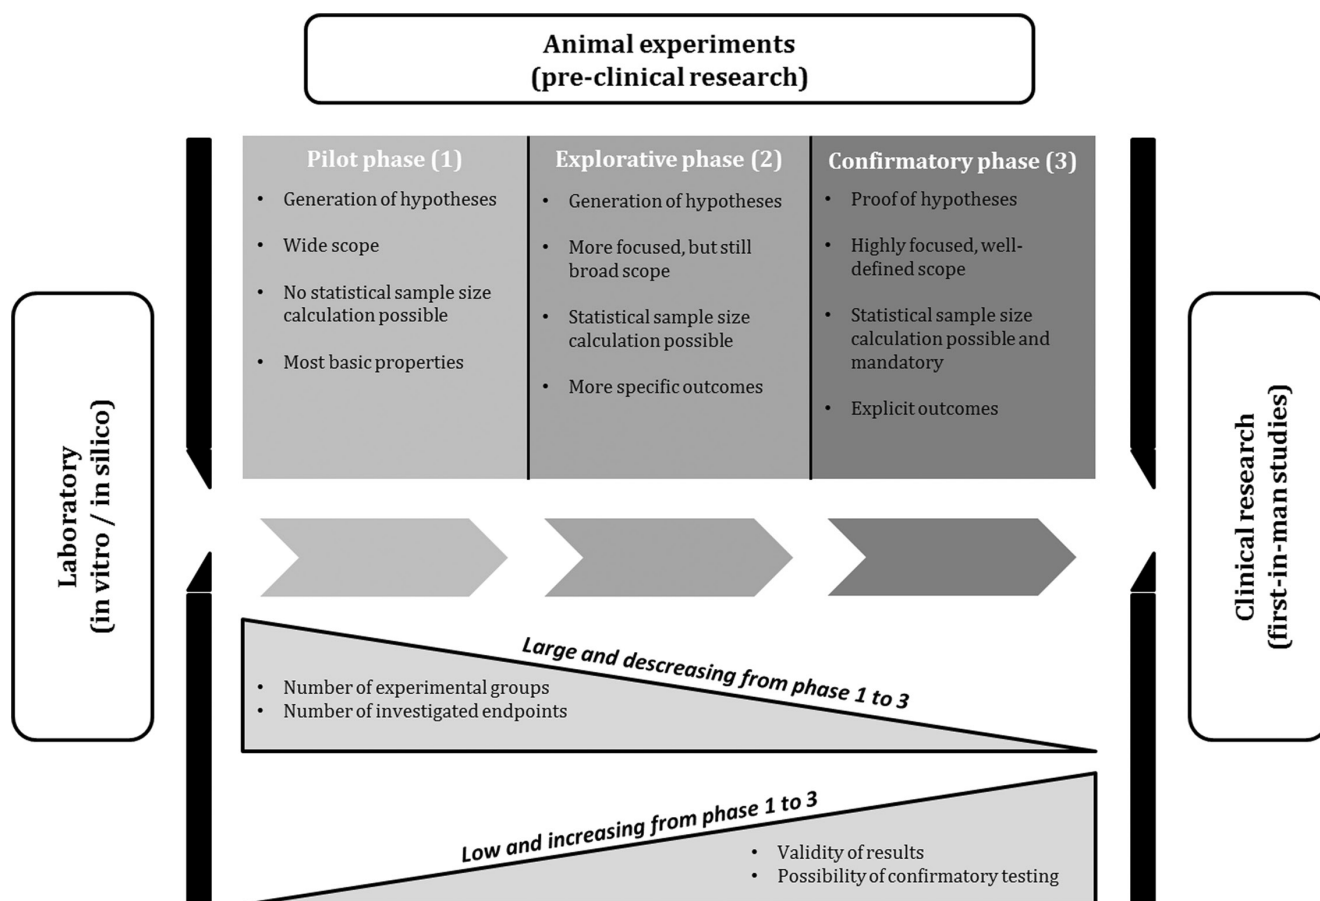 Animal experiments
(pre-clinical research)
Pilot phase (1)
• Generation of hypotheses
• Wide scope
• No statistical sample size
calculation possible
• Most basic properties
Explorative phase (2)
• Generation of hypotheses
• More focused, but still
broad scope
• Statistical sample size
calculation possible
• More specific outcomes
Confirmatory phase (3)
• Proof of hypotheses
• Highly focused, well-
defined scope
• Statistical sample size
calculation possible and
mandatory
• Explicit outcomes
Laboratory
(in vitro / in silico)
Clinical research
(first-in-man studies)
Large and descreasing from phase 1 to 3
• Number of experimental groups
• Number of investigated endpoints
Low and increasing from phase 1 to 3
• Validity of results
• Possibility of confirmatory testing